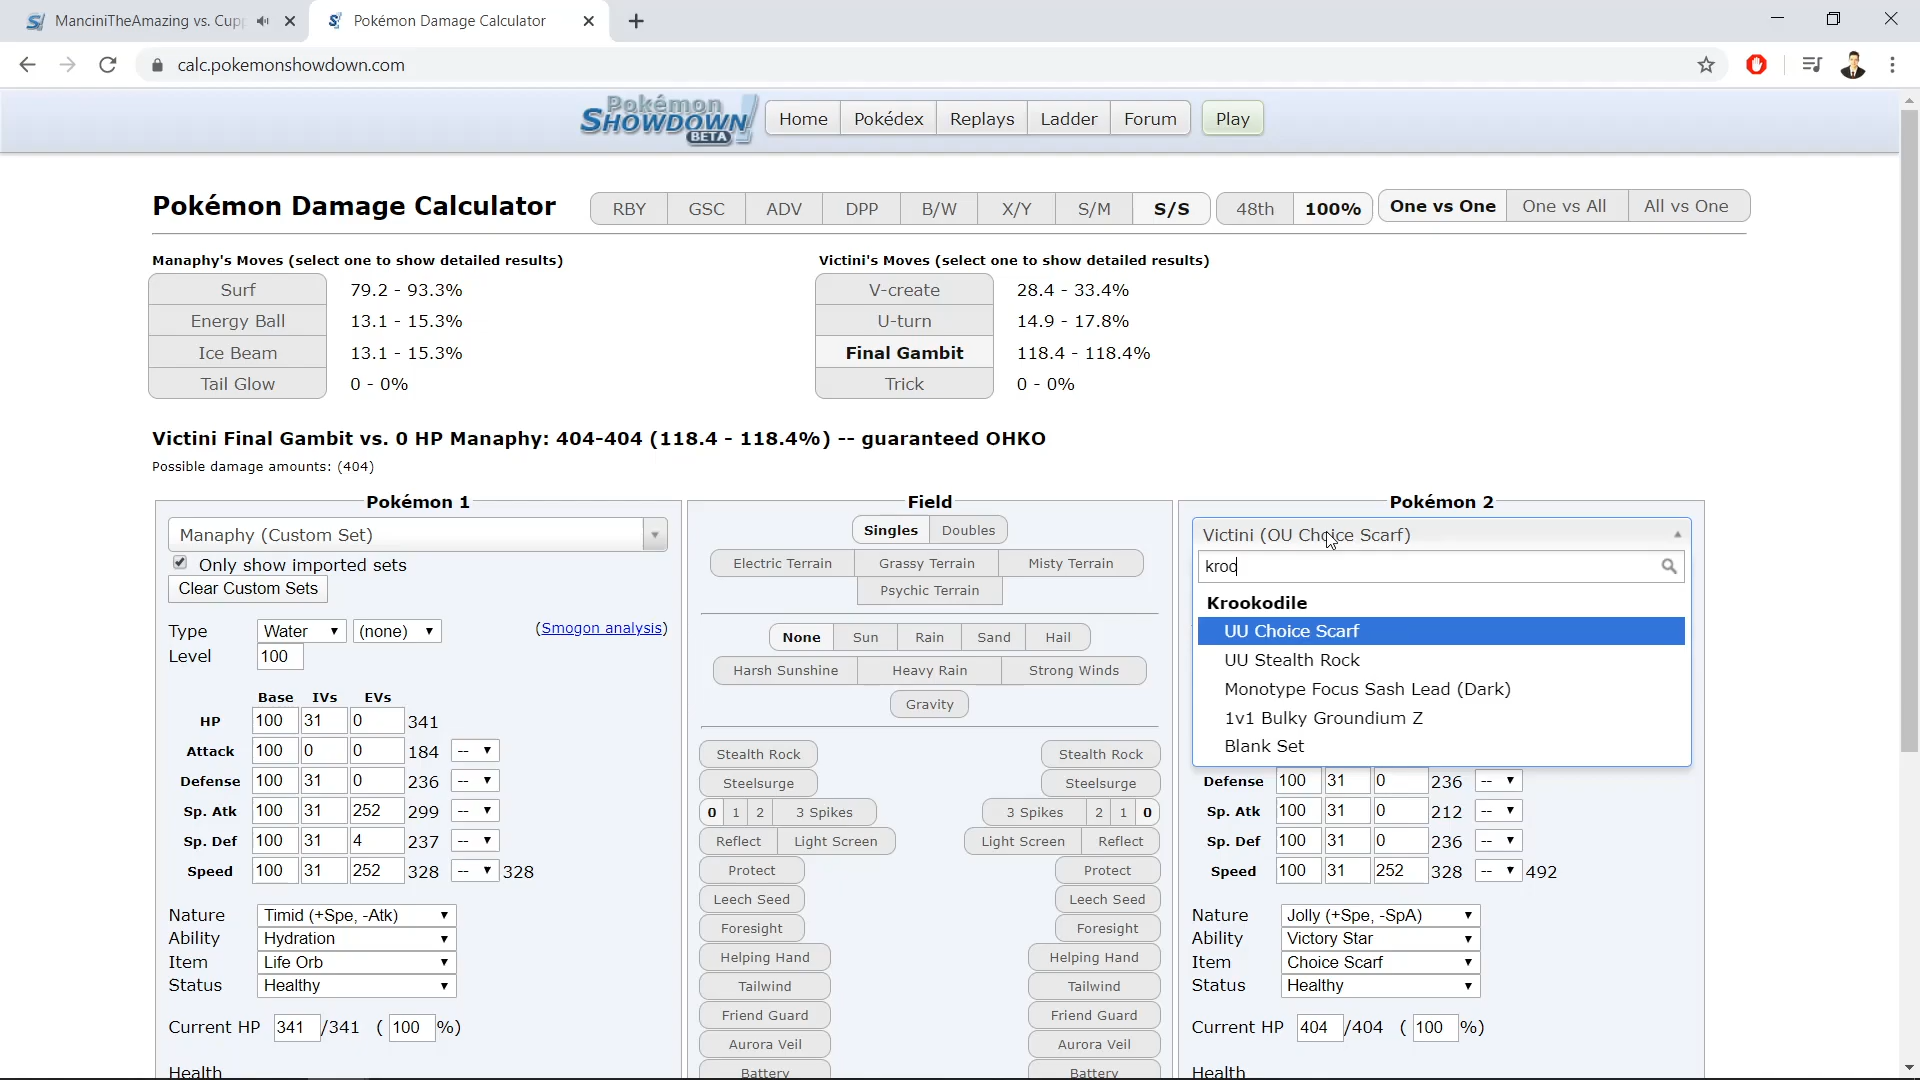 ManciniTheAmazing vs. Cupp
Pokémon Damage Calculator
calc.pokemonshowdown.com
Pokémon SHOWDOWN! BETA
Home Pokédex Replays Ladder Forum Play
Pokémon Damage Calculator
RBY GSC ADV DPP B/W X/Y S/M S/S 48th 100% One vs One One vs All All vs One
Manaphy's Moves (select one to show detailed results)
Surf 79.2 - 93.3%
Energy Ball 13.1 - 15.3%
Ice Beam 13.1 - 15.3%
Tail Glow 0 - 0%
Victini's Moves (select one to show detailed results)
V-create 28.4 - 33.4%
U-turn 14.9 - 17.8%
Final Gambit 118.4 - 118.4%
Trick 0 - 0%
Victini Final Gambit vs. 0 HP Manaphy: 404-404 (118.4 - 118.4%) -- guaranteed OHKO
Possible damage amounts: (404)
Pokémon 1
Manaphy (Custom Set)
Only show imported sets
Clear Custom Sets
Type Water (none) (Smogon analysis)
Level 100
Base IVs EVs
HP 100 31 0 341
Attack 100 0 0 184 --
Defense 100 31 0 236 --
Sp. Atk 100 31 252 299 --
Sp. Def 100 31 4 237 --
Speed 100 31 252 328 -- 328
Nature Timid (+Spe, -Atk)
Ability Hydration
Item Life Orb
Status Healthy
Current HP 341 /341 ( 100 %)
Health
Field
Singles Doubles
Electric Terrain Grassy Terrain Misty Terrain
Psychic Terrain
None Sun Rain Sand Hail
Harsh Sunshine Heavy Rain Strong Winds
Gravity
Stealth Rock Stealth Rock
Steelsurge Steelsurge
0 1 2 3 Spikes 3 Spikes 2 1 0
Reflect Light Screen Light Screen Reflect
Protect Protect
Leech Seed Leech Seed
Foresight Foresight
Helping Hand Helping Hand
Tailwind Tailwind
Friend Guard Friend Guard
Aurora Veil Aurora Veil
Battery Battery
Pokémon 2
Victini (OU Choice Scarf)
kroo
Krookodile
UU Choice Scarf
UU Stealth Rock
Monotype Focus Sash Lead (Dark)
1v1 Bulky Groundium Z
Blank Set
Defense 100 31 0 236 --
Sp. Atk 100 31 0 212 --
Sp. Def 100 31 0 236 --
Speed 100 31 252 328 -- 492
Nature Jolly (+Spe, -SpA)
Ability Victory Star
Item Choice Scarf
Status Healthy
Current HP 404 /404 ( 100 %)
Health